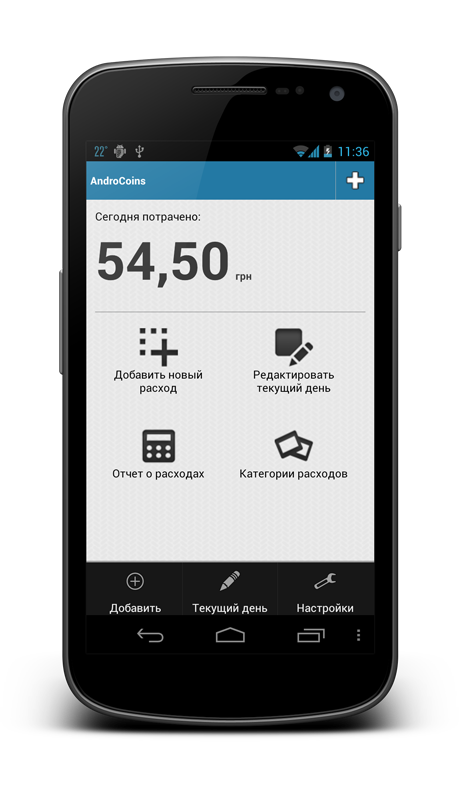 22°
11:36
AndroCoins
Сегодня потрачено:
54,50 грн
Добавить новый
расход
Редактировать
текущий день
Отчет о расходах
Категории расходов
Добавить
Текущий день
Настройки